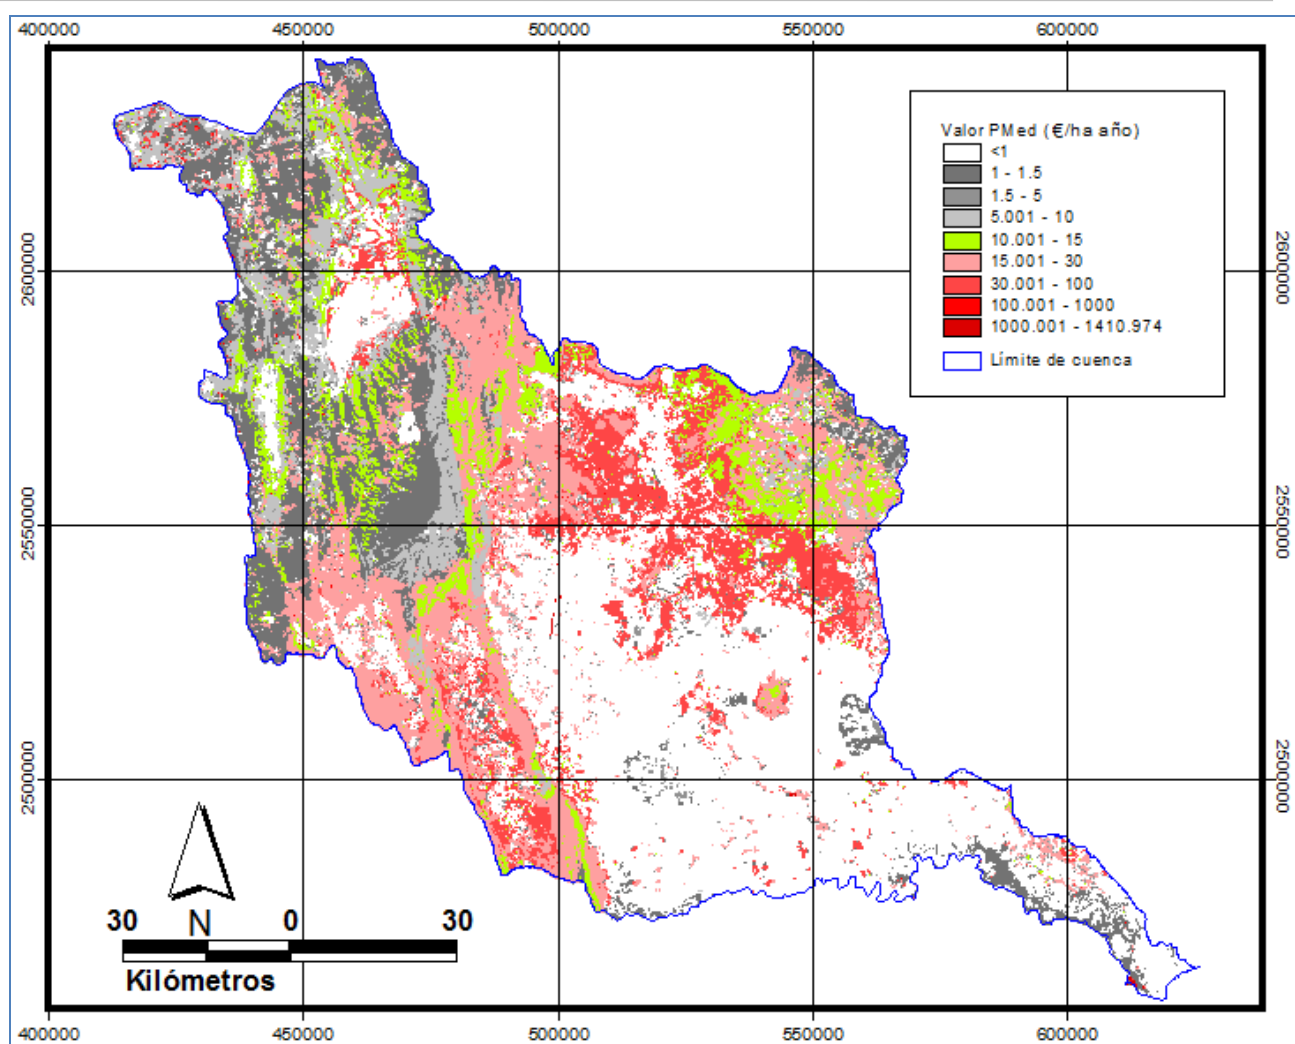 400000 450000 500000 550000 600000
Valor PMed (€/ha año)
<1
1 - 1.5
1.5 - 5
5.001 - 10
10.001 - 15
15.001 - 30
30.001 - 100
100.001 - 1000
1000.001 - 1410.974
Límite de cuenca
2600000 2600000
2550000 2550000
2500000 2500000
N
30 0 30
Kilómetros
400000 450000 500000 550000 600000